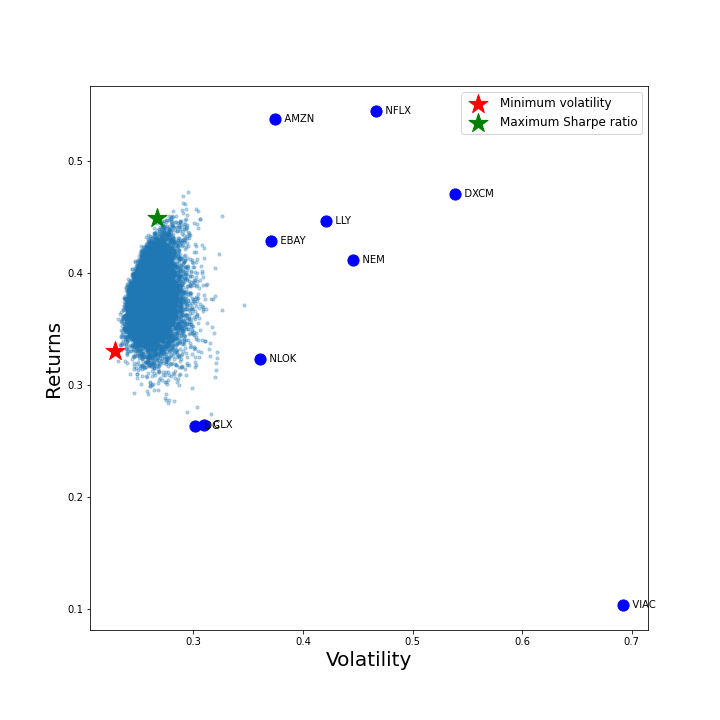 Minimum volatility
Maximum Sharpe ratio
NFLX
AMZN
DXCM
LLY
EBAY
NEM
NLOK
CLX
VIAC
0.5
0.4
0.3
0.2
0.1
Returns
0.3
0.4
0.5
0.6
0.7
Volatility